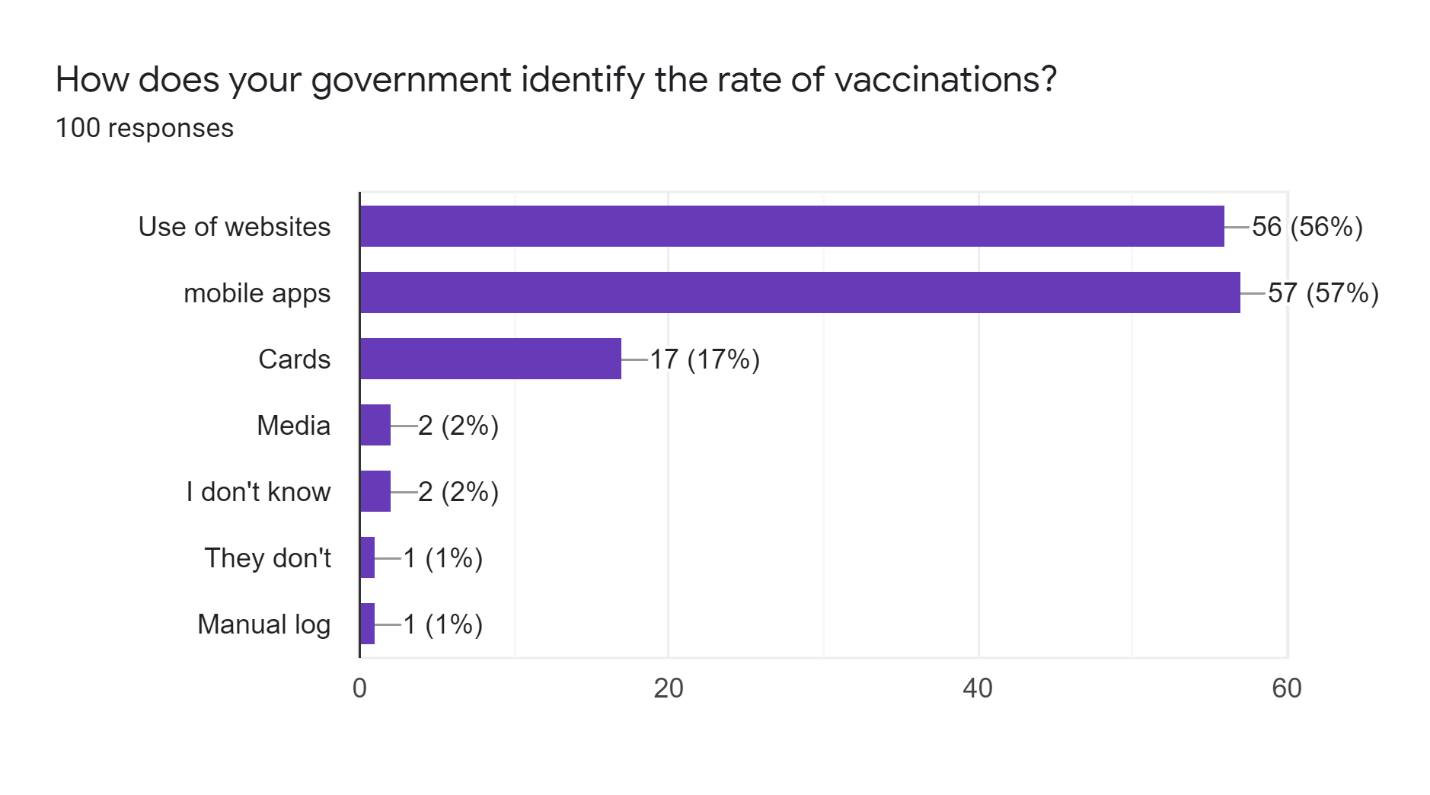 How does your government identify the rate of vaccinations?
100 responses
Use of websites 56 (56%)
mobile apps 57 (57%)
Cards 17 (17%)
Media 2 (2%)
I don't know 2 (2%)
They don't 1 (1%)
Manual log 1 (1%)
0 20 40 60